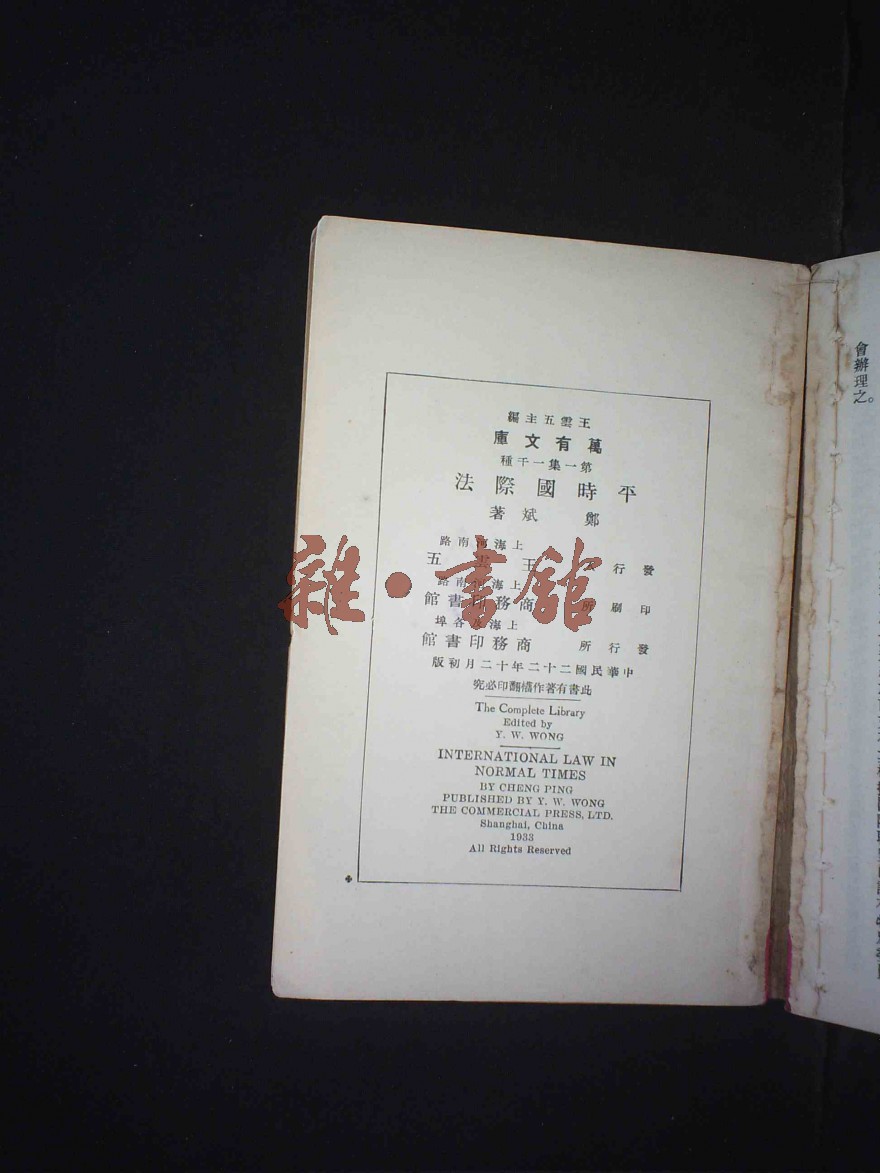 王雲五主編
萬有文庫
第一集一千種
平時國際法
鄭斌著
上海河南路
發行 王雲五
上海河南路
印刷所 商務印書館
上海及各埠
發行所 商務印書館
中華民國二十二年十二月初版
此書有著作權翻印必究
The Complete Library
Edited by
Y. W. WONG
INTERNATIONAL LAW IN
NORMAL TIMES
BY CHENG PING
PUBLISHED BY Y. W. WONG
THE COMMERCIAL PRESS, LTD.
Shanghai, China
1933
All Rights Reserved
雜·書館
會辦理之。